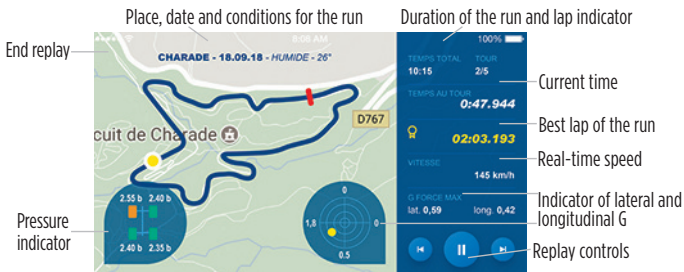 Place, date and conditions for the run
Duration of the run and lap indicator
End replay
8:08 AM
100%
CHARADE - 18.09.18 - HUMIDE - 26°
TEMPS TOTAL TOUR
10:15 2/5
Current time
TEMPS AU TOUR
0:47.944
D767
cuit de Charade
02:03.193
Best lap of the run
Real-time speed
VITESSE
145 km/h
2.55 b 2.40 b
0
G FORCE MAX
Indicator of lateral and
longitudinal G
lat. 0,59 long. 0,42
1,8
0
Pressure
indicator
2.40 b 2.35 b
0.5
Replay controls